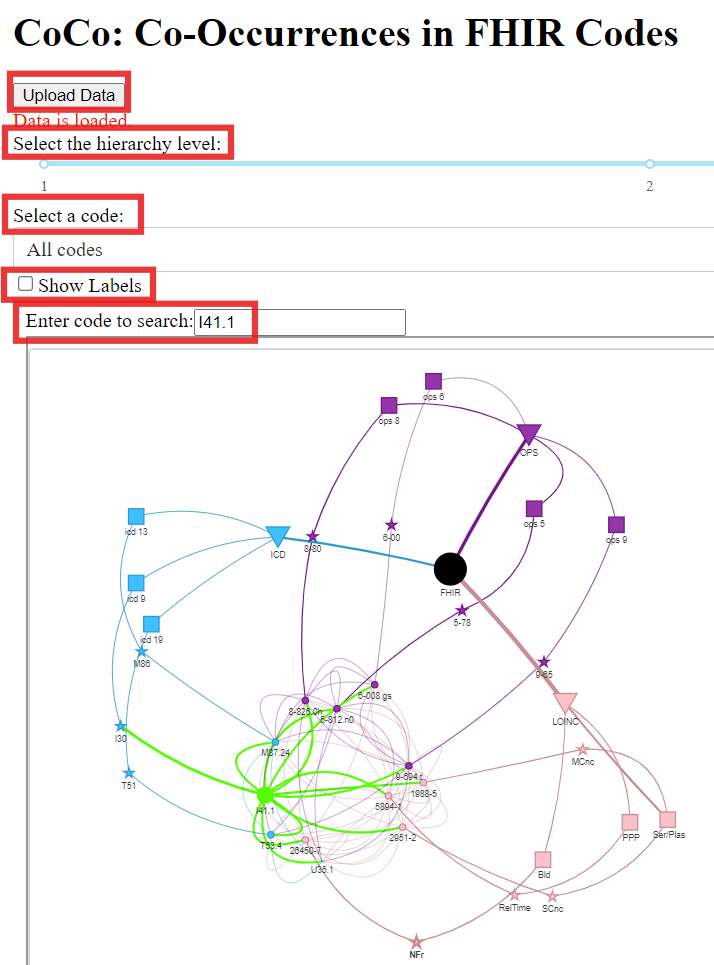 CoCo: Co-Occurrences in FHIR Codes
Upload Data
Data is loaded.
Select the hierarchy level:
1 2
Select a code:
All codes
Show Labels
Enter code to search: I41.1
ops 6
ops 8
OPS
icd 13
ops 5
ops 9
8-80
6-00
ICD
FHIR
icd 9
5-78
icd 19
M86
9-65
6-008.gs
8-826.0h
5-812.n0
LOINC
I30
M87.24
MCnc
T51
9-694.t
1988-5
I41.1
5894-1
PPP
Ser/Plas
2951-2
T53.4
26450-7
U35.1
Bld
RelTime
SCnc
NFr